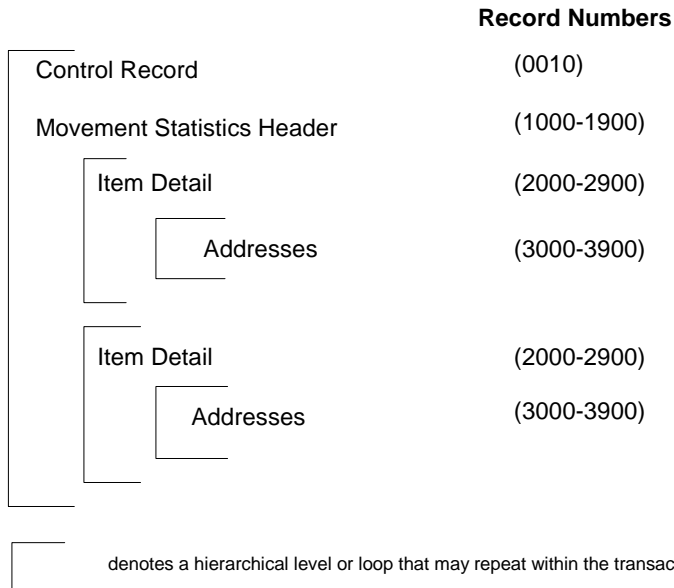 Record Numbers
Control Record (0010)
Movement Statistics Header (1000-1900)
Item Detail (2000-2900)
Addresses (3000-3900)
Item Detail (2000-2900)
Addresses (3000-3900)
denotes a hierarchical level or loop that may repeat within the